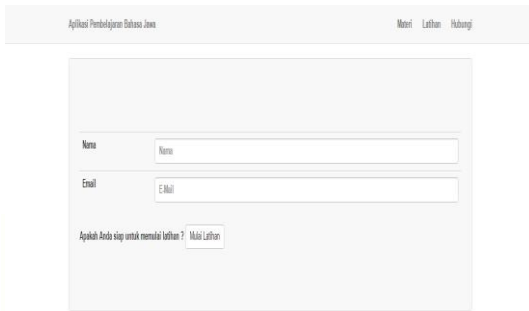 Aplikasi Pembelajaran Bahasa Jawa
Materi Latihan Hubungi
Nama Nama
Email E-Mail
Apakah Anda siap untuk memulai latihan ? Mulai Latihan